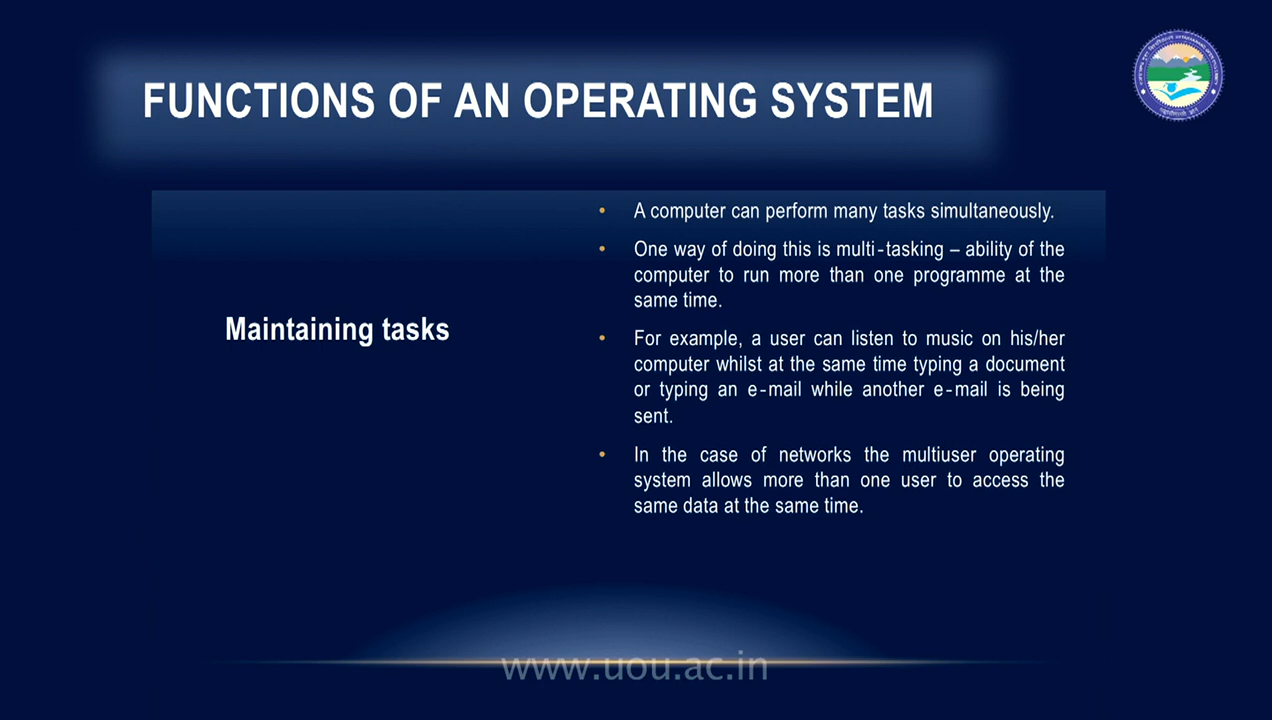 FUNCTIONS OF AN OPERATING SYSTEM
Maintaining tasks
• A computer can perform many tasks simultaneously.
• One way of doing this is multi-tasking – ability of the
computer to run more than one programme at the
same time.
• For example, a user can listen to music on his/her
computer whilst at the same time typing a document
or typing an e-mail while another e-mail is being
sent.
• In the case of networks the multiuser operating
system allows more than one user to access the
same data at the same time.
www.uou.ac.in